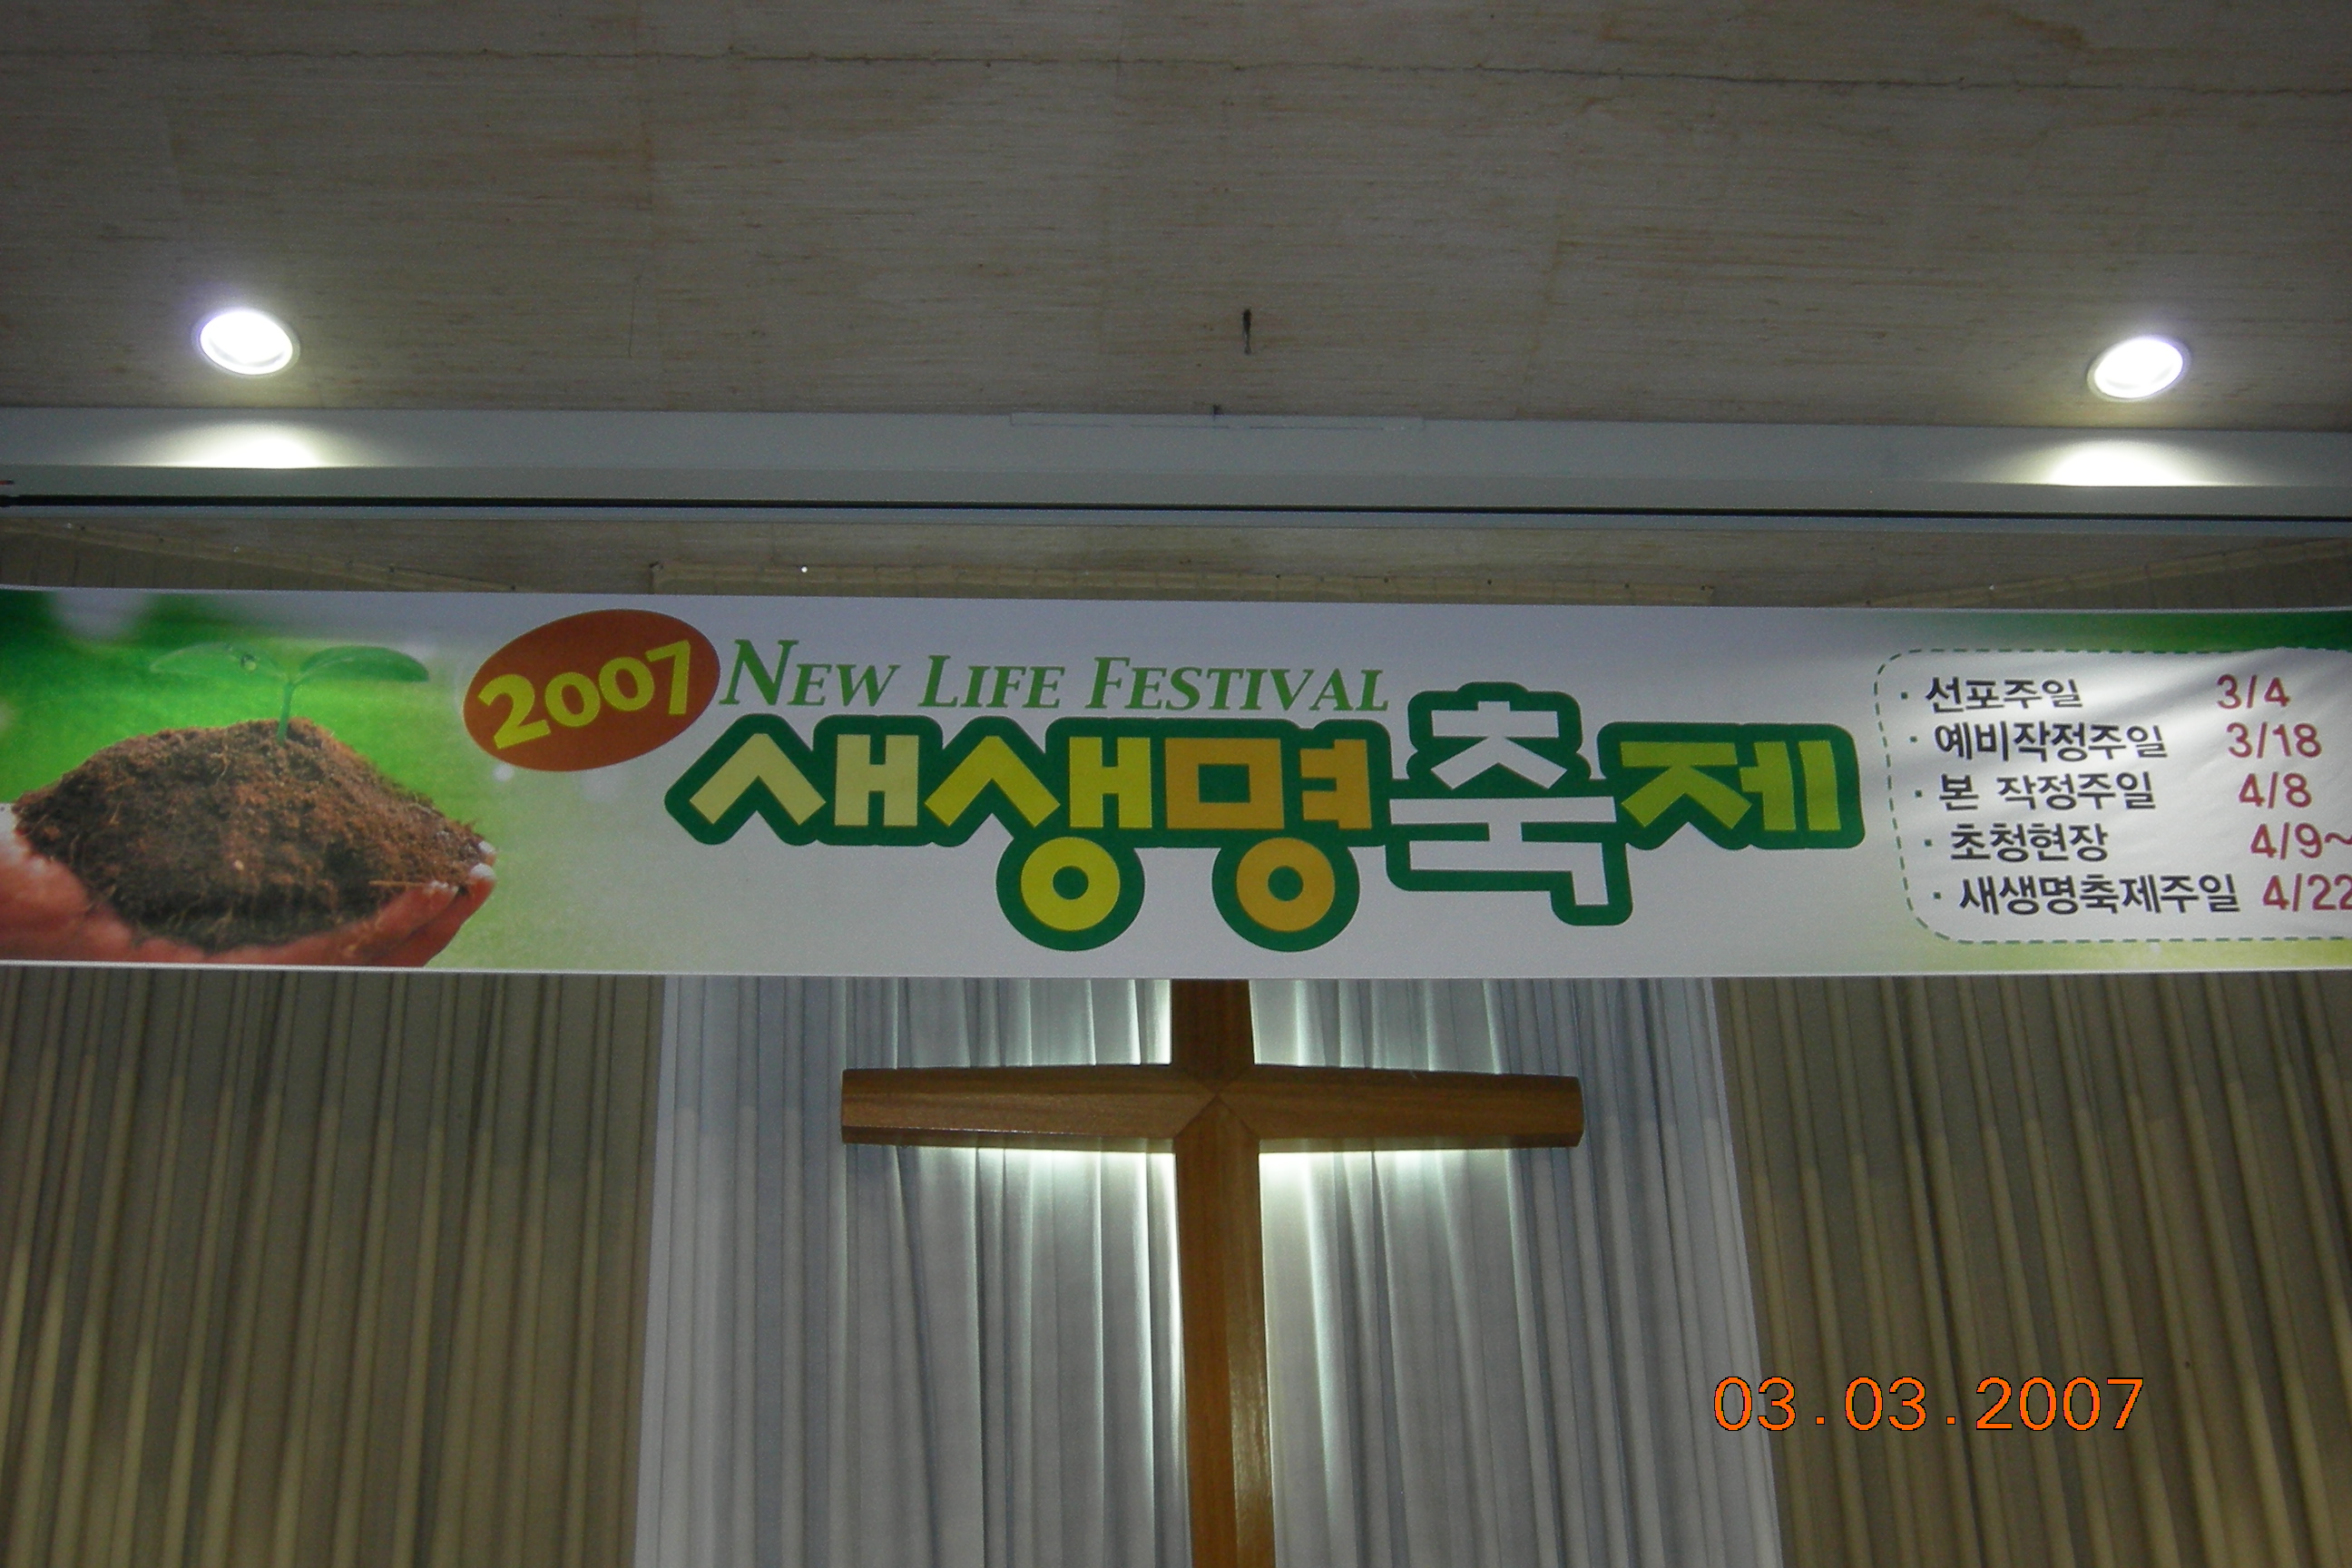 2007
NEW LIFE FESTIVAL
새생명축제
· 선포주일 3/4
· 예비작정주일 3/18
· 본 작정주일 4/8
· 초청현장 4/9~
· 새생명축제주일 4/22
03.03.2007